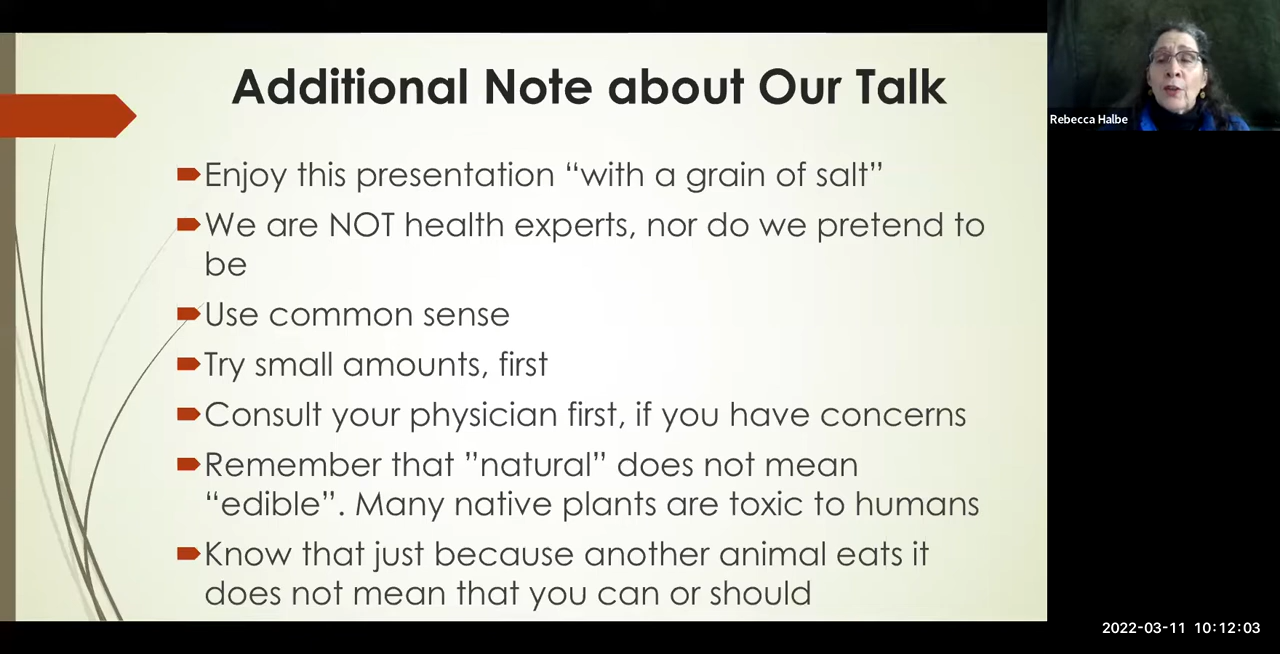 Additional Note about Our Talk
Enjoy this presentation “with a grain of salt”
We are NOT health experts, nor do we pretend to
be
Use common sense
Try small amounts, first
Consult your physician first, if you have concerns
Remember that ”natural” does not mean
“edible”. Many native plants are toxic to humans
Know that just because another animal eats it
does not mean that you can or should
Rebecca Halbe
2022-03-11 10:12:03